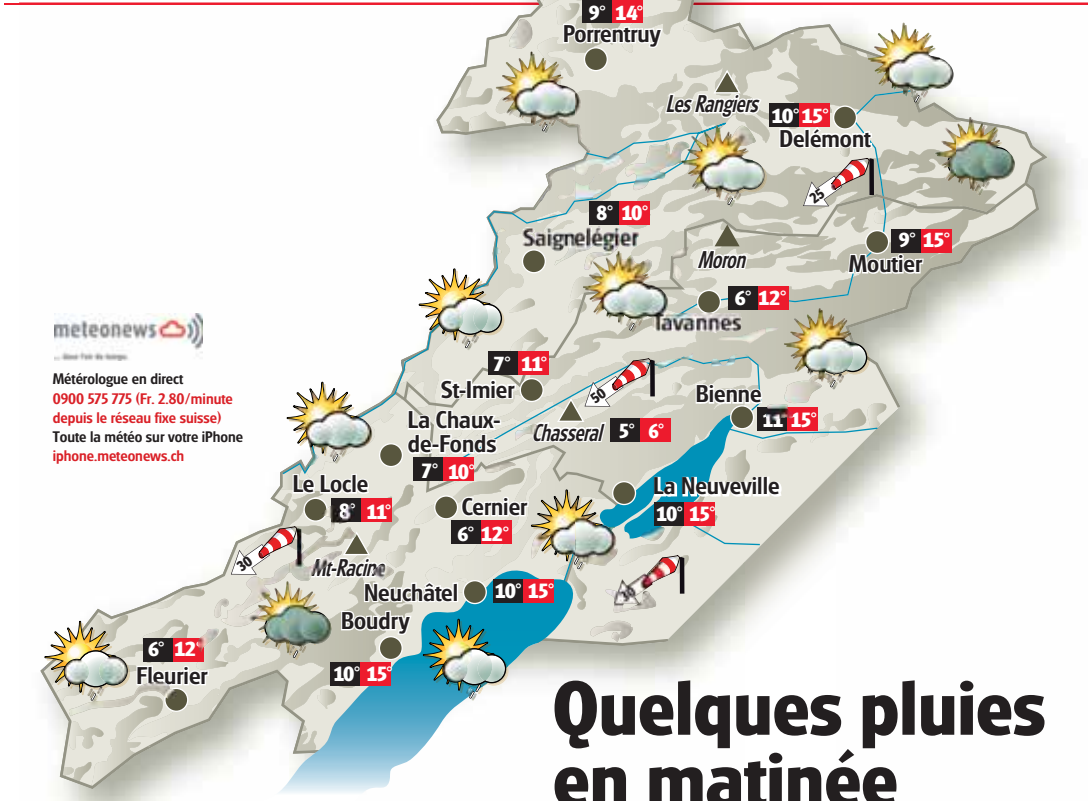 9° 14°
Porrentruy
Les Rangiers
10° 15°
Delémont
25
8° 10°
Saignelégier
Moron
9° 15°
Moutier
6° 12°
Tavannes
meteonews
Météorologue en direct
0900 575 775 (Fr. 2.80/minute
depuis le réseau fixe suisse)
Toute la météo sur votre iPhone
iphone.meteonews.ch
7° 11°
St-Imier
50
Chasseral 5° 6°
Bienne
11° 15°
La Chaux-
de-Fonds
7° 10°
Le Locle
8° 11°
Cernier
6° 12°
La Neuveville
10° 15°
30
Mt-Racine
30
Neuchâtel 10° 15°
Boudry
10° 15°
6° 12°
Fleurier
Quelques pluies
en matinée